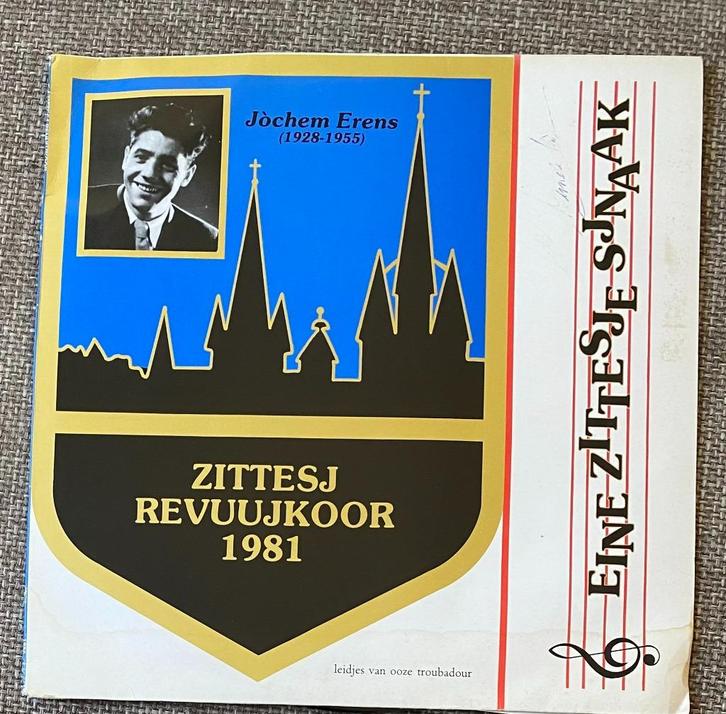 Jòchem Erens
(1928-1955)
ZITTESJ
REVUUJKOOR
1981
leidjes van ooze troubadour
EINE ZITTESJE SJNAAK